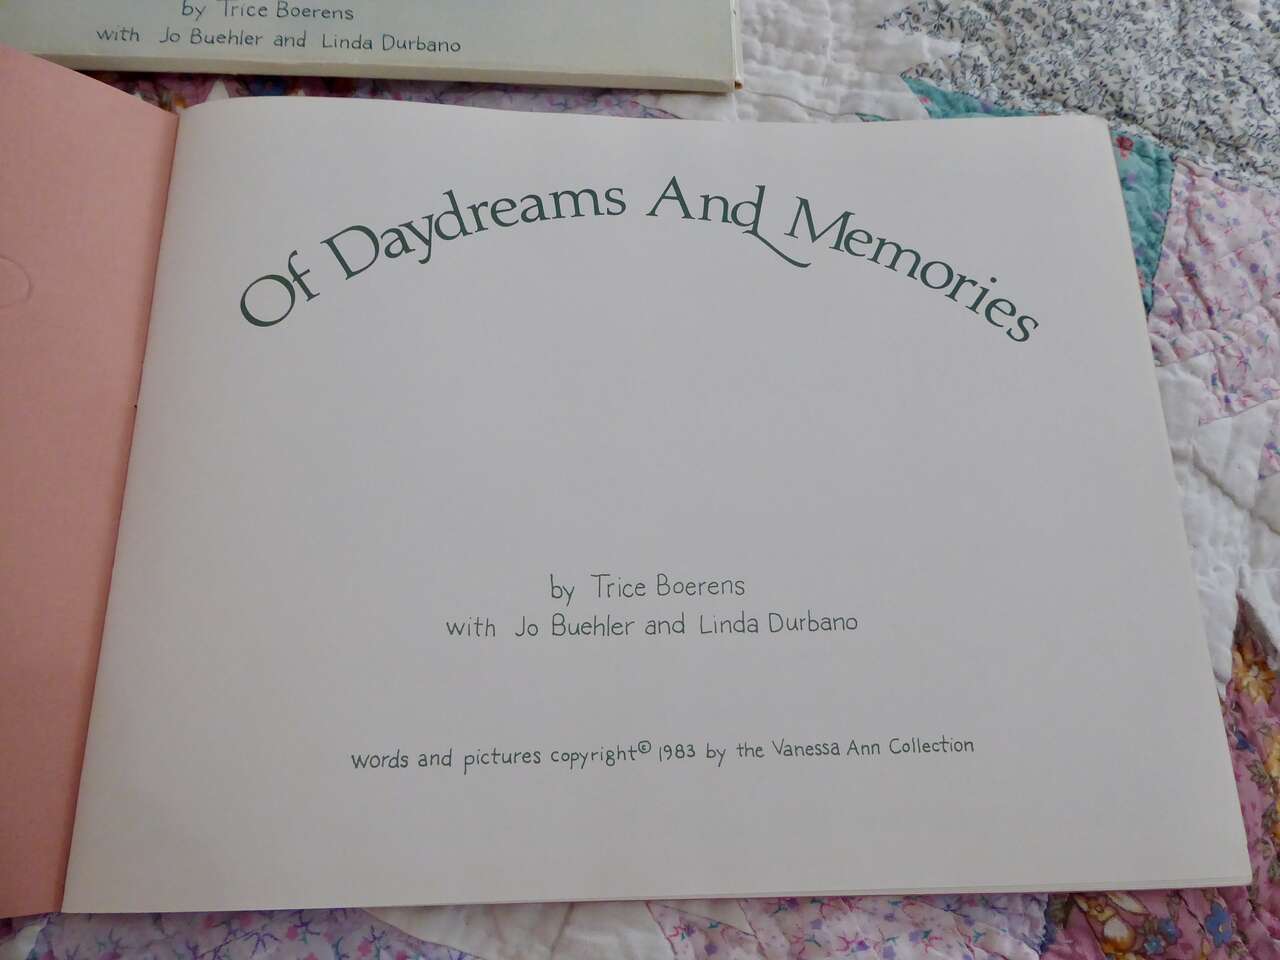 by Trice Boerens
with Jo Buehler and Linda Durbano
Of Daydreams And Memories
by Trice Boerens
with Jo Buehler and Linda Durbano
words and pictures copyright© 1983 by the Vanessa Ann Collection